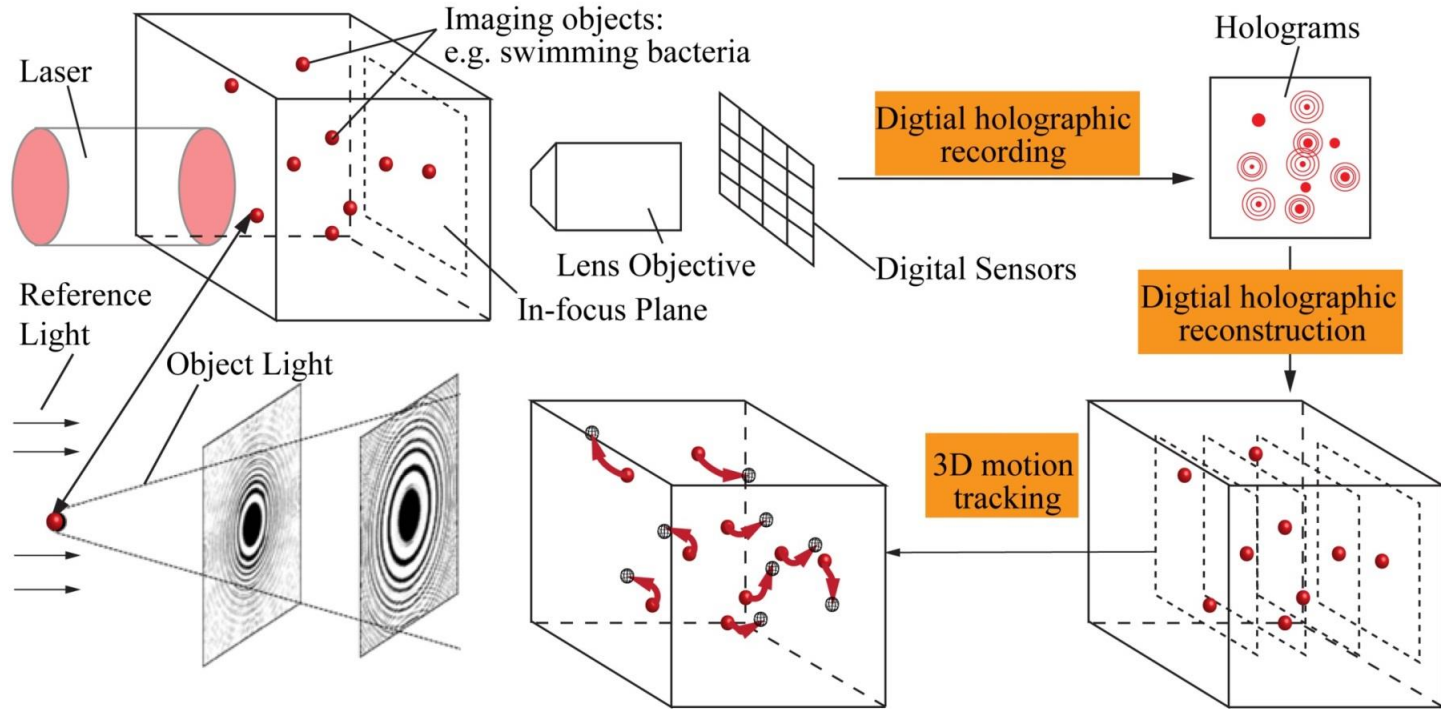 Imaging objects:
e.g. swimming bacteria
Laser
Holograms
Digtial holographic
recording
Lens Objective
Digital Sensors
In-focus Plane
Reference
Light
Object Light
Digtial holographic
reconstruction
3D motion
tracking